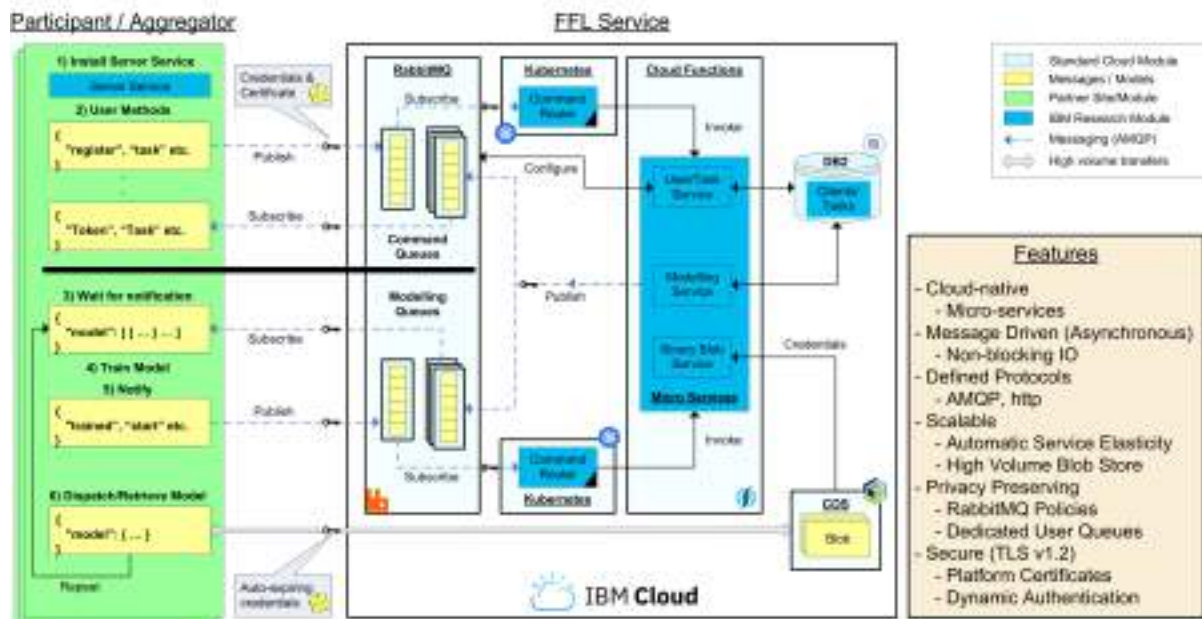 Participant / Aggregator
FFL Service
1) Install Server Service
Server Service
2) User Methods
{
"register", "task" etc.
}
.
.
{
"Token", "Task" etc.
}
3) Wait for notification
{
"model": [{ ... } ... ]
}
4) Train Model
5) Notify
{
"trained", "start" etc.
}
6) Dispatch/Retrieve Model
{
"model": { ... }
}
Repeat
Credentials &
Certificate
Publish
Subscribe
Subscribe
Publish
Auto-expiring
credentials
RabbitMQ
Subscribe
Command
Queues
Modelling
Queues
Subscribe
Kubernetes
Command
Router
Configure
Publish
Command
Router
Kubernetes
Cloud Functions
Invoke
User/Task
Service
Modelling
Service
Binary Blob
Service
Micro Services
Invoke
DB2
Clients/
Tasks
Credentials
COS
Blob
IBM Cloud
Standard Cloud Module
Messages / Models
Partner Site/Module
IBM Research Module
Messaging (AMQP)
High volume transfers
Features
- Cloud-native
- Micro-services
- Message Driven (Asynchronous)
- Non-blocking IO
- Defined Protocols
- AMQP, http
- Scalable
- Automatic Service Elasticity
- High Volume Blob Store
- Privacy Preserving
- RabbitMQ Policies
- Dedicated User Queues
- Secure (TLS v1.2)
- Platform Certificates
- Dynamic Authentication